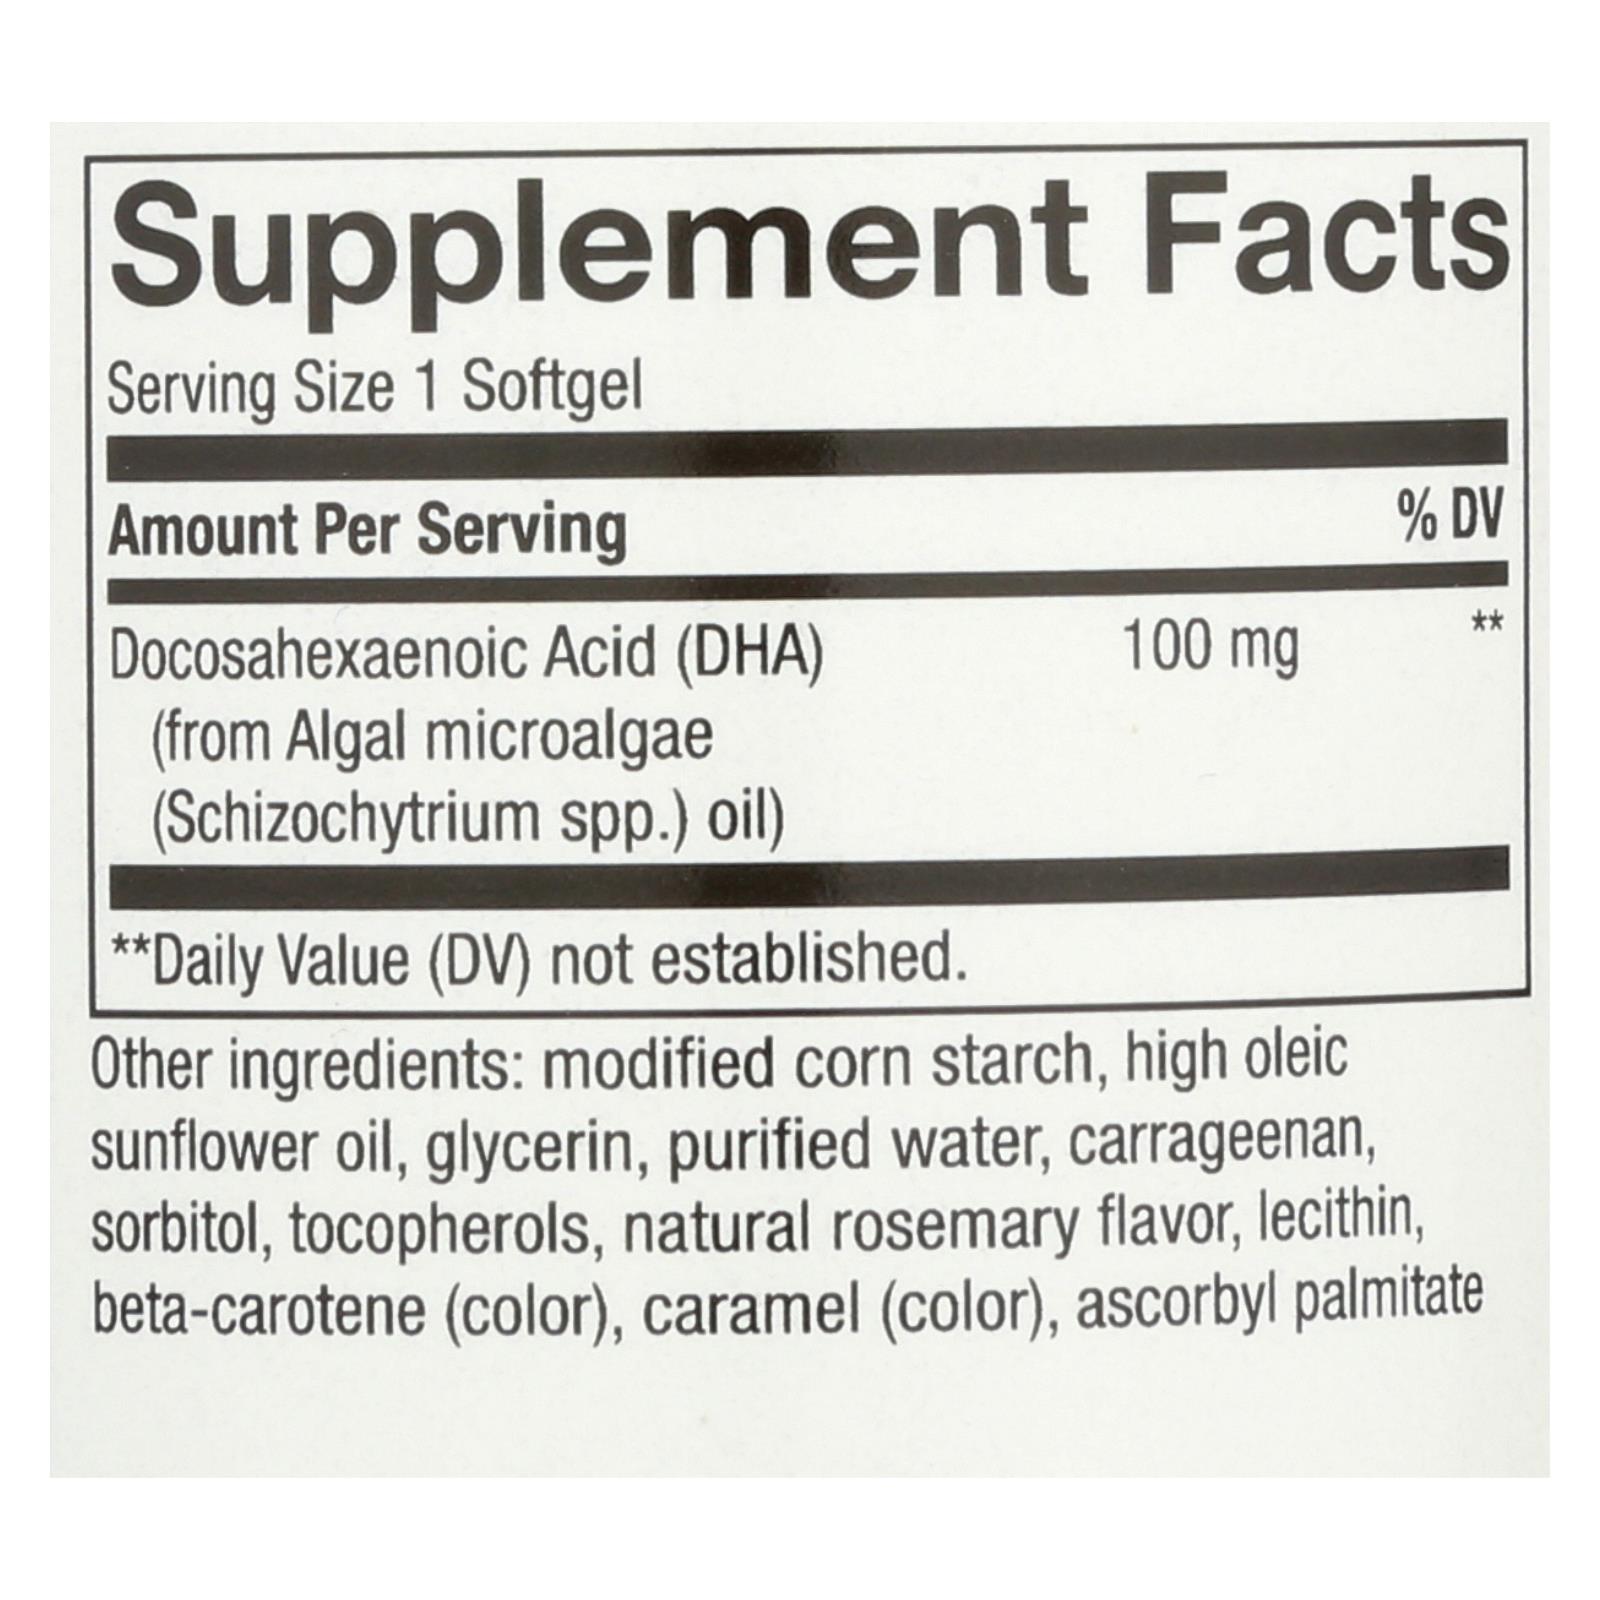 Supplement Facts
Serving Size 1 Softgel
Amount Per Serving % DV
Docosahexaenoic Acid (DHA) 100 mg **
(from Algal microalgae
(Schizochytrium spp.) oil)
**Daily Value (DV) not established.
Other ingredients: modified corn starch, high oleic
sunflower oil, glycerin, purified water, carrageenan,
sorbitol, tocopherols, natural rosemary flavor, lecithin,
beta-carotene (color), caramel (color), ascorbyl palmitate